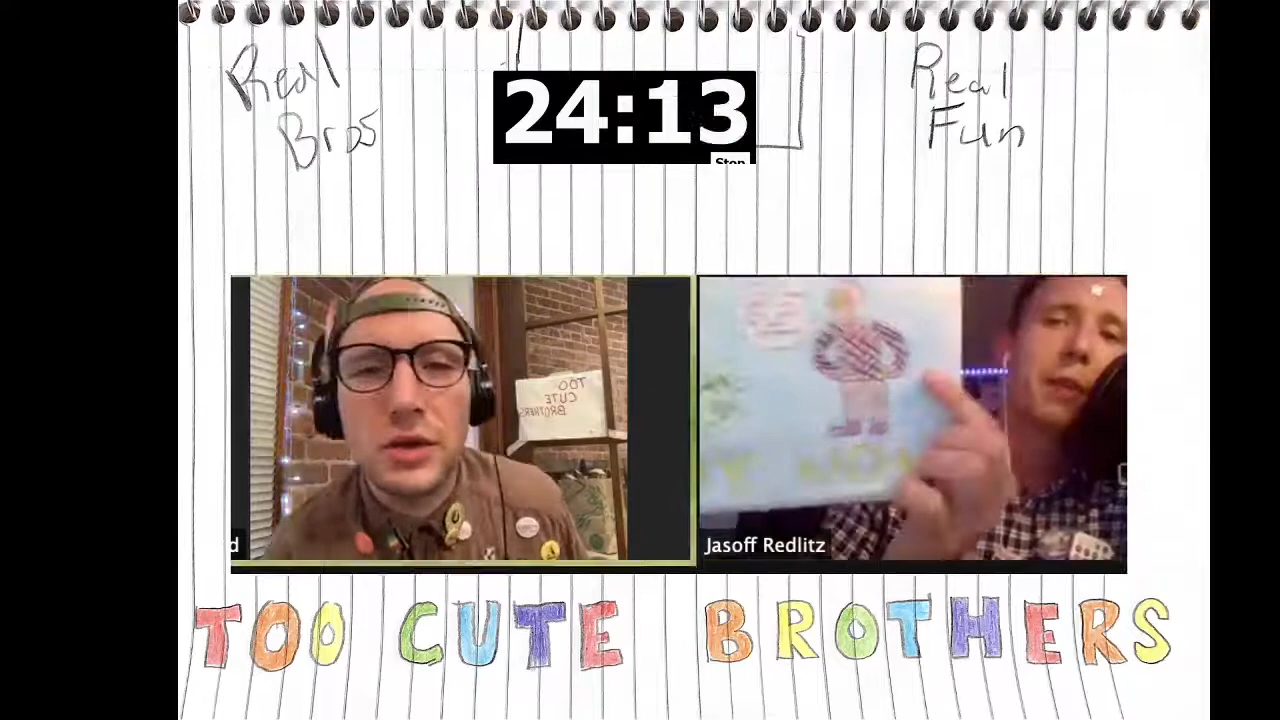 Real
Bros
24:13
Stop
Real
Fun
TOO
CUTE
BROTHERS
d
Jasoff Redlitz
TOO CUTE BROTHERS